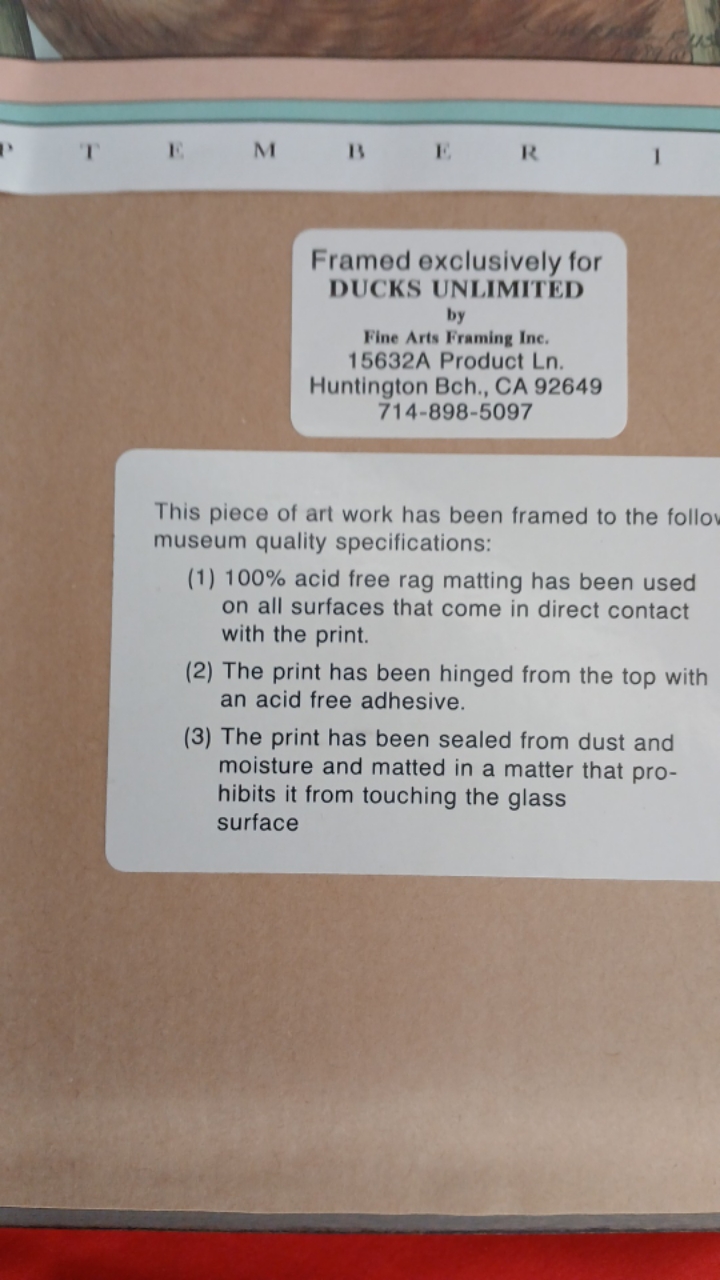 P T E M B E R 1
Framed exclusively for
DUCKS UNLIMITED
by
Fine Arts Framing Inc.
15632A Product Ln.
Huntington Bch., CA 92649
714-898-5097
This piece of art work has been framed to the follow
museum quality specifications:
(1) 100% acid free rag matting has been used
on all surfaces that come in direct contact
with the print.
(2) The print has been hinged from the top with
an acid free adhesive.
(3) The print has been sealed from dust and
moisture and matted in a matter that pro-
hibits it from touching the glass
surface